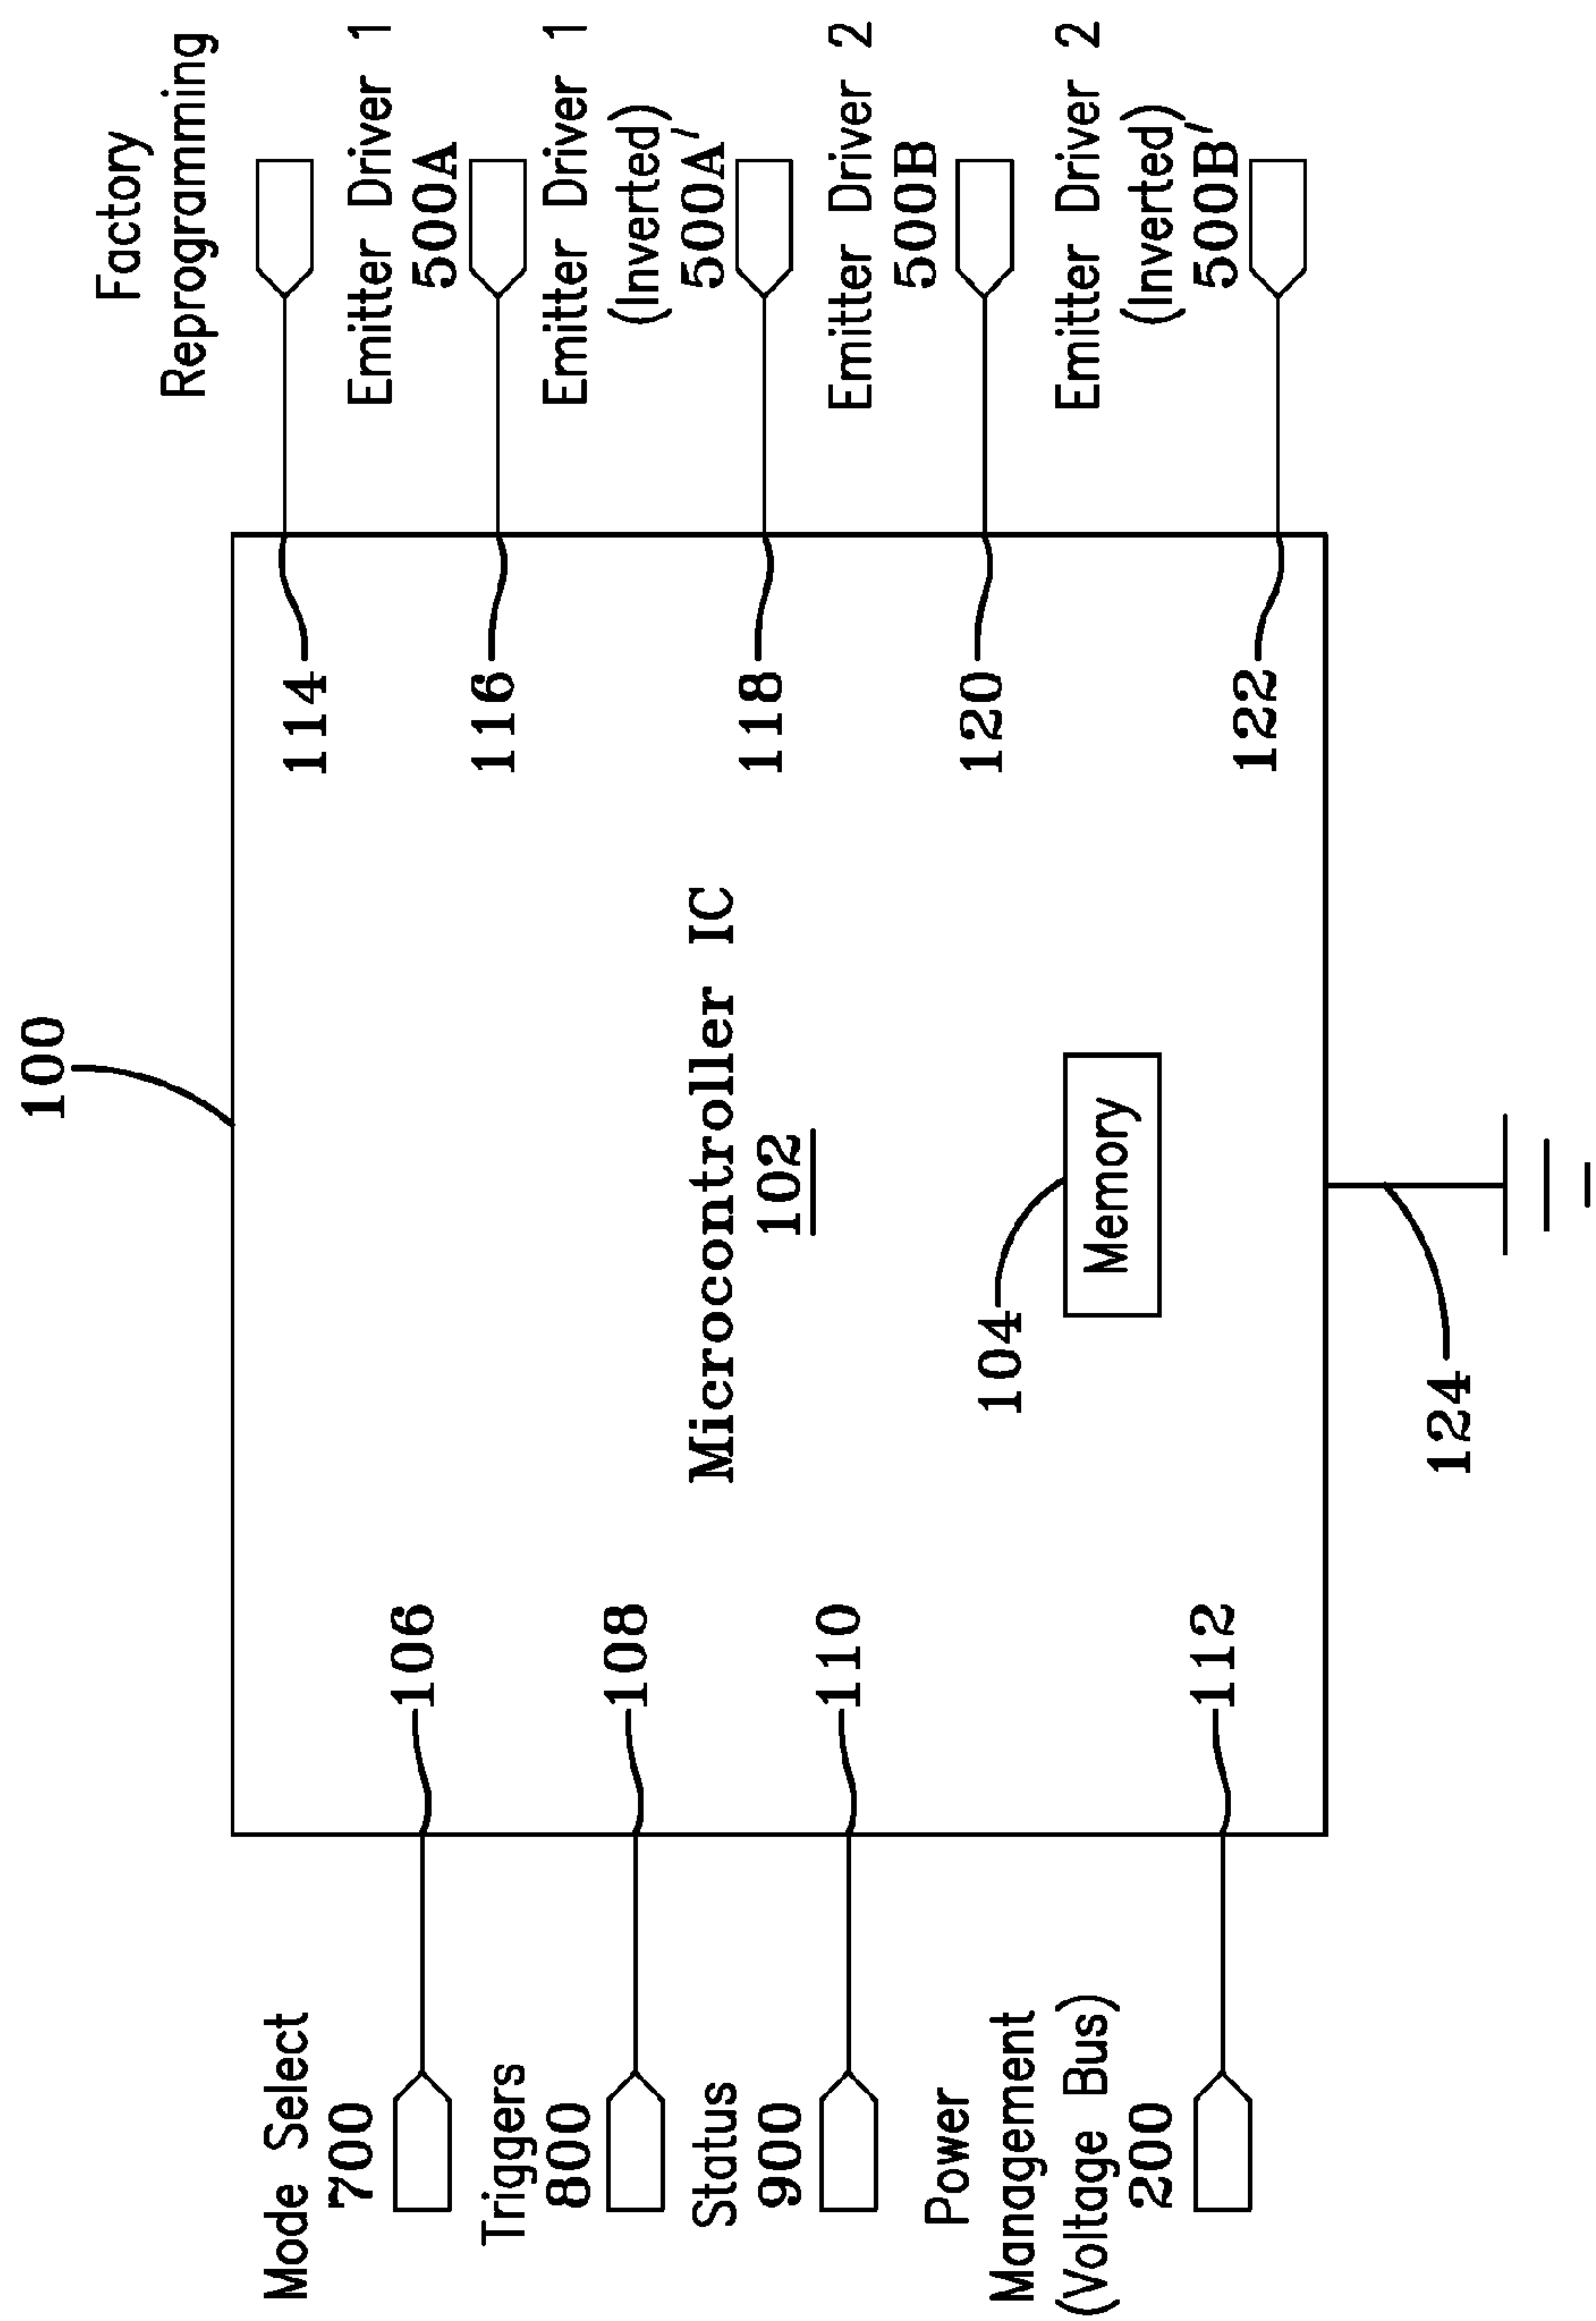 100
Mode Select
700
106
Triggers
800
108
Status
900
110
Power
Management
(Voltage Bus)
200
112
Microcontroller IC
102
104
Memory
124
Factory
Reprogramming
114
Emitter Driver 1
500A
116
Emitter Driver 1
(Inverted)
500A'
118
Emitter Driver 2
500B
120
Emitter Driver 2
(Inverted)
500B'
122